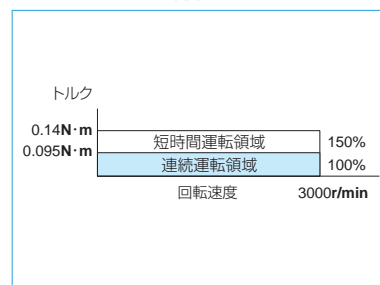 トルク
0.14N·m
短時間運転領域 150%
0.095N·m
連続運転領域 100%
回転速度 3000r/min